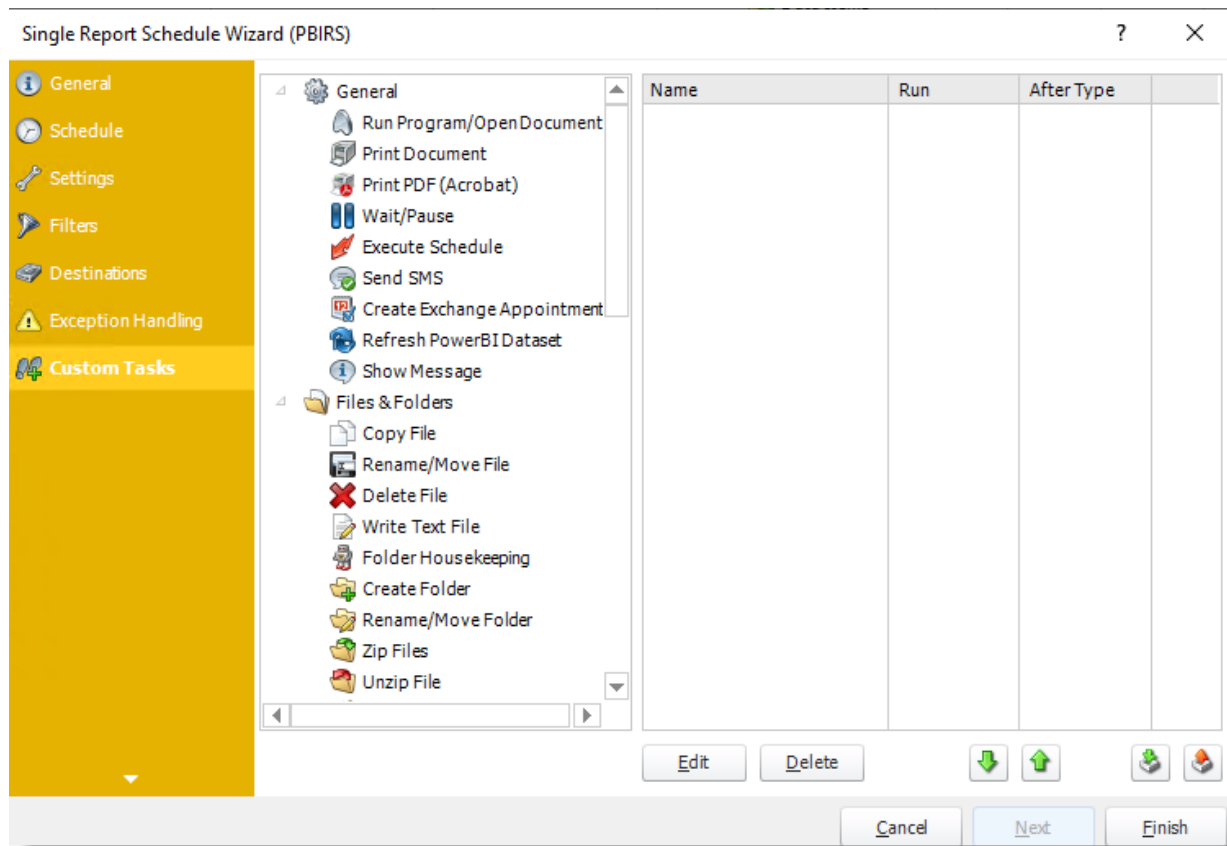 Single Report Schedule Wizard (PBIRS)
?
General
Schedule
Settings
Filters
Destinations
Exception Handling
Custom Tasks
General
Run Program/Open Document
Print Document
Print PDF (Acrobat)
Wait/Pause
Execute Schedule
Send SMS
Create Exchange Appointment
Refresh PowerBI Dataset
Show Message
Files & Folders
Copy File
Rename/Move File
Delete File
Write Text File
Folder Housekeeping
Create Folder
Rename/Move Folder
Zip Files
Unzip File
Name Run After Type
Edit Delete
Cancel Next Finish